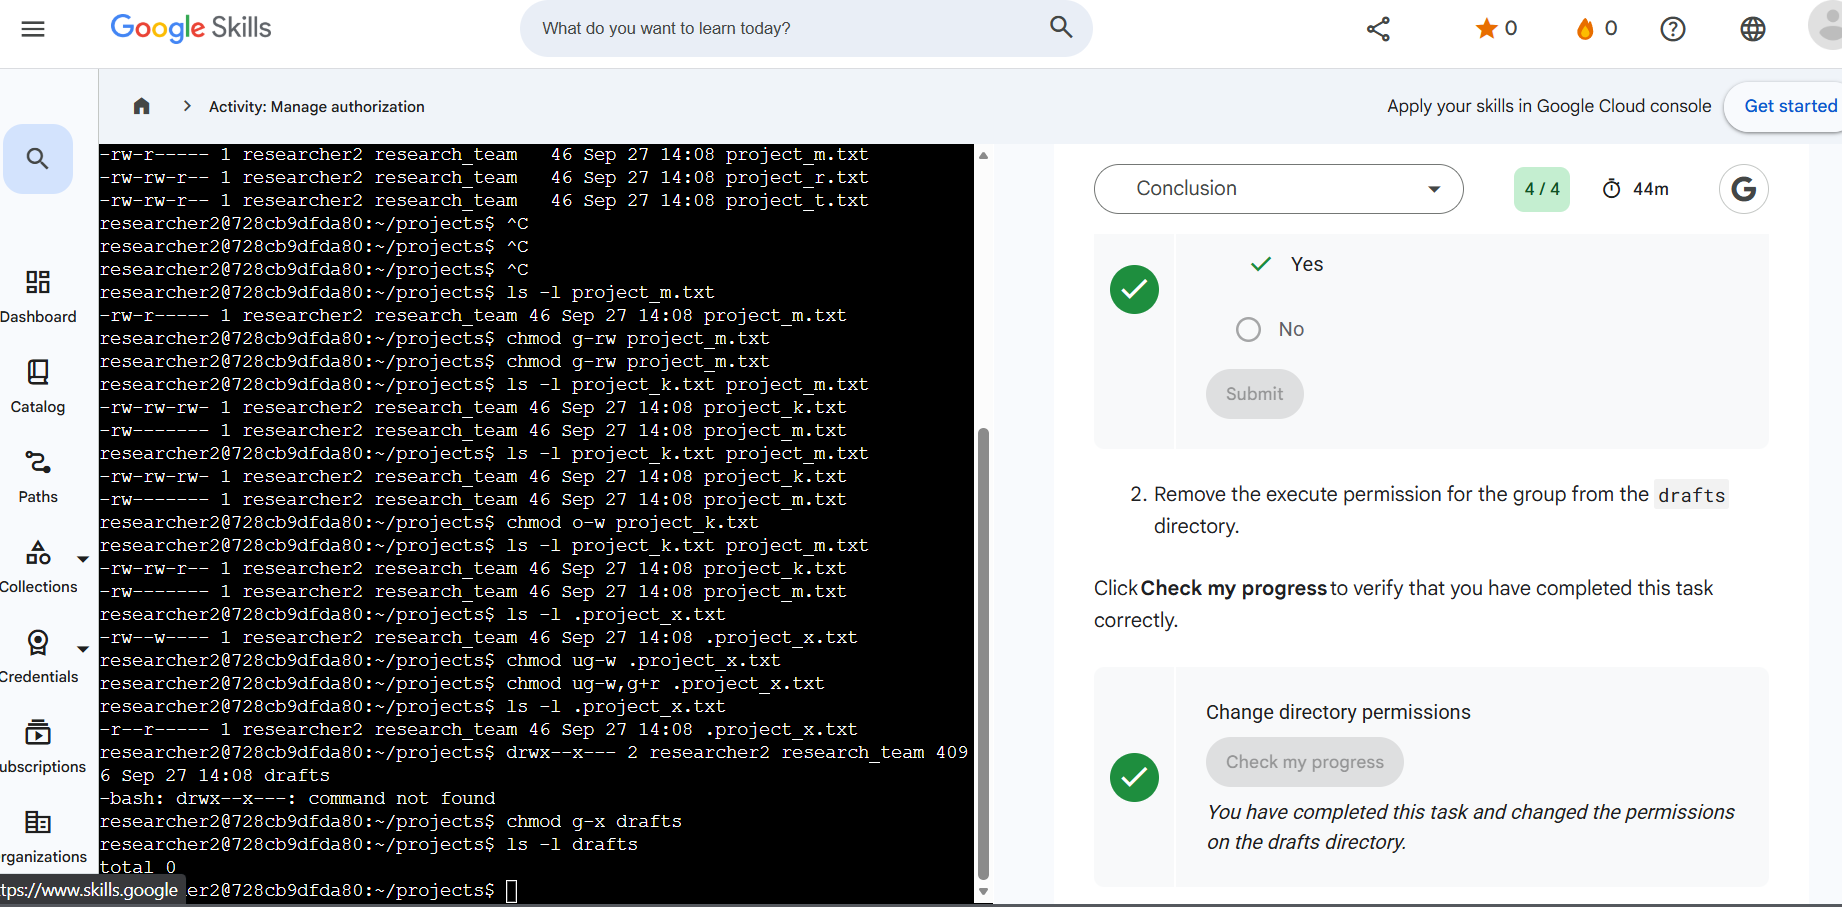 Google Skills
What do you want to learn today?
0
0
Activity: Manage authorization
Apply your skills in Google Cloud console
Get started
Dashboard
Catalog
Paths
Collections
Credentials
ubscriptions
rganizations
tps://www.skills.google
-rw-r----- 1 researcher2 research_team   46 Sep 27 14:08 project_m.txt
-rw-rw-r-- 1 researcher2 research_team   46 Sep 27 14:08 project_r.txt
-rw-rw-r-- 1 researcher2 research_team   46 Sep 27 14:08 project_t.txt
researcher2@728cb9dfda80:~/projects$ ^C
researcher2@728cb9dfda80:~/projects$ ^C
researcher2@728cb9dfda80:~/projects$ ^C
researcher2@728cb9dfda80:~/projects$ ls -l project_m.txt
-rw-r----- 1 researcher2 research_team 46 Sep 27 14:08 project_m.txt
researcher2@728cb9dfda80:~/projects$ chmod g-rw project_m.txt
researcher2@728cb9dfda80:~/projects$ chmod g-rw project_m.txt
researcher2@728cb9dfda80:~/projects$ ls -l project_k.txt project_m.txt
-rw-rw-rw- 1 researcher2 research_team 46 Sep 27 14:08 project_k.txt
-rw------- 1 researcher2 research_team 46 Sep 27 14:08 project_m.txt
researcher2@728cb9dfda80:~/projects$ ls -l project_k.txt project_m.txt
-rw-rw-rw- 1 researcher2 research_team 46 Sep 27 14:08 project_k.txt
-rw------- 1 researcher2 research_team 46 Sep 27 14:08 project_m.txt
researcher2@728cb9dfda80:~/projects$ chmod o-w project_k.txt
researcher2@728cb9dfda80:~/projects$ ls -l project_k.txt project_m.txt
-rw-rw-r-- 1 researcher2 research_team 46 Sep 27 14:08 project_k.txt
-rw------- 1 researcher2 research_team 46 Sep 27 14:08 project_m.txt
researcher2@728cb9dfda80:~/projects$ ls -l .project_x.txt
-rw--w---- 1 researcher2 research_team 46 Sep 27 14:08 .project_x.txt
researcher2@728cb9dfda80:~/projects$ chmod ug-w .project_x.txt
researcher2@728cb9dfda80:~/projects$ chmod ug-w,g+r .project_x.txt
researcher2@728cb9dfda80:~/projects$ ls -l .project_x.txt
-r--r----- 1 researcher2 research_team 46 Sep 27 14:08 .project_x.txt
researcher2@728cb9dfda80:~/projects$ drwx--x--- 2 researcher2 research_team 409
6 Sep 27 14:08 drafts
-bash: drwx--x---: command not found
researcher2@728cb9dfda80:~/projects$ chmod g-x drafts
researcher2@728cb9dfda80:~/projects$ ls -l drafts
total 0
er2@728cb9dfda80:~/projects$
Conclusion
4 / 4
44m
G
Yes
No
Submit
2. Remove the execute permission for the group from the drafts
directory.
Click Check my progress to verify that you have completed this task
correctly.
Change directory permissions
Check my progress
You have completed this task and changed the permissions
on the drafts directory.